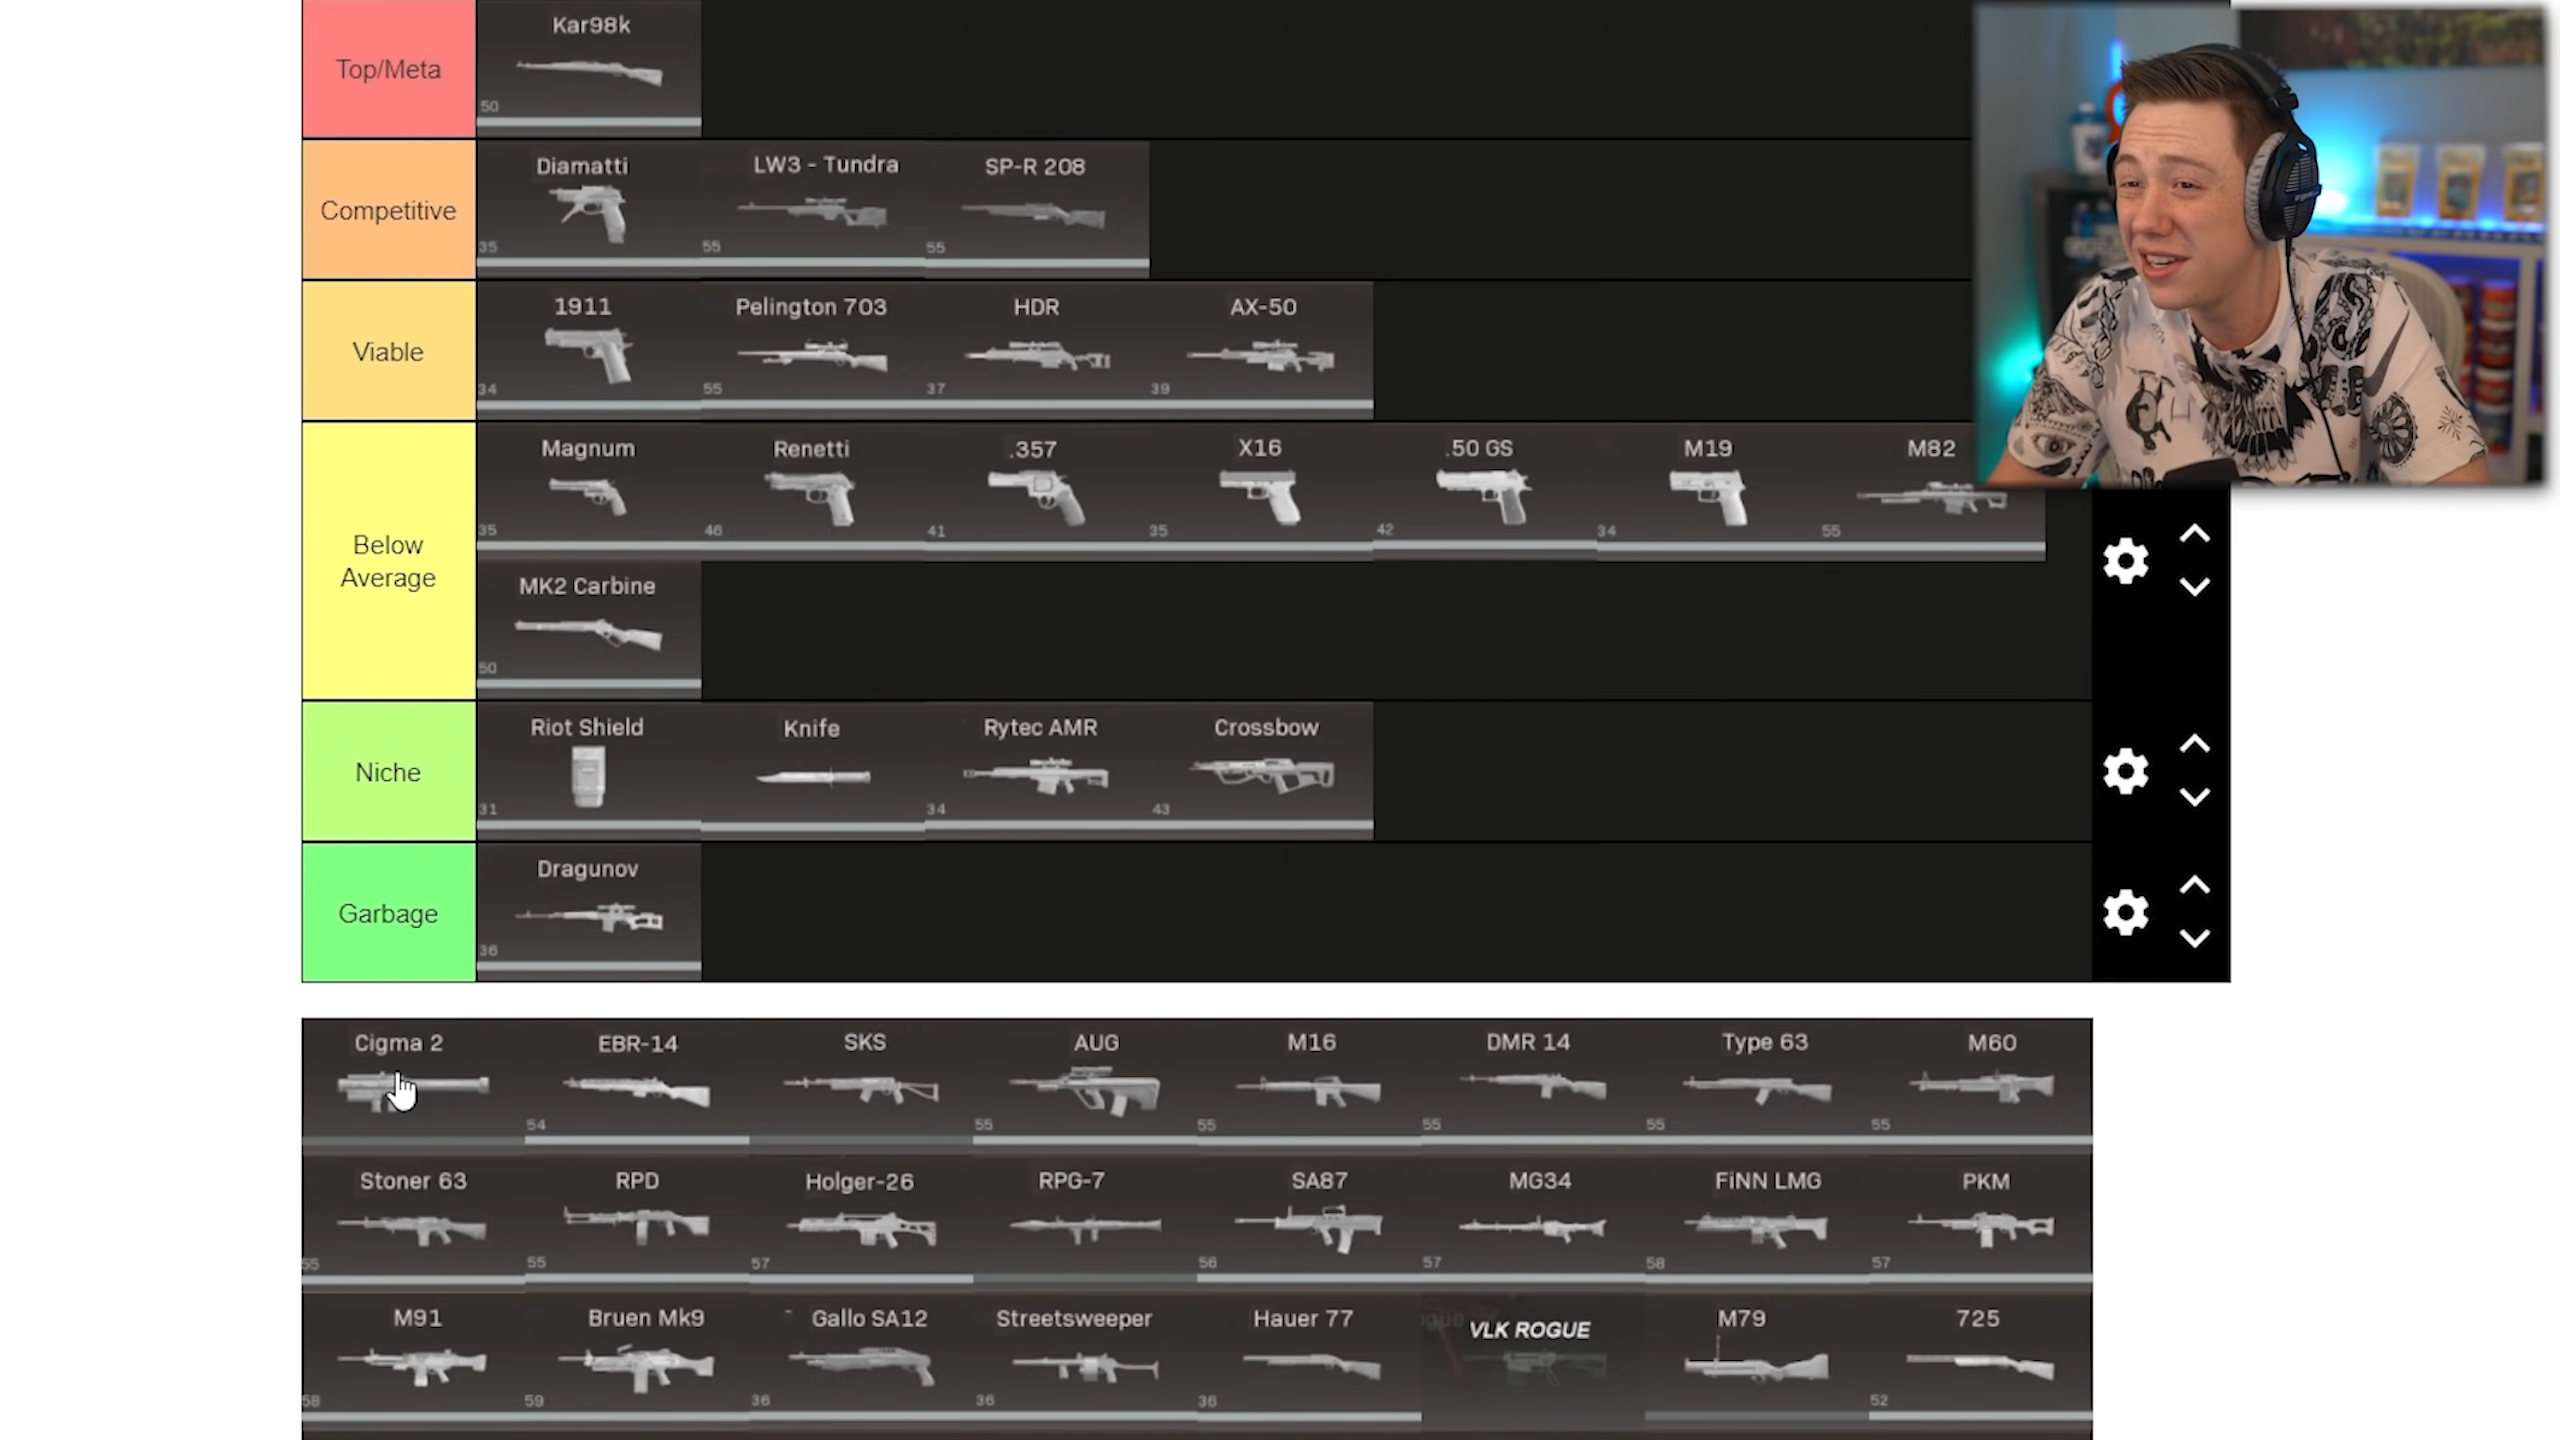 Kar98k
Top/Meta
50
Diamatti LW3 - Tundra SP-R 208
Competitive
35 55 55
1911 Pelington 703 HDR AX-50
Viable
34 55 37 39
Magnum Renetti .357 X16 .50 GS M19 M82
35 46 41 35 42 34 55
Below
Average
MK2 Carbine
50
Riot Shield Knife Rytec AMR Crossbow
Niche
31 34 43
Dragunov
Garbage
36
Cigma 2 EBR-14 SKS AUG M16 DMR 14 Type 63 M60
54 55 55 55 55 55
Stoner 63 RPD Holger-26 RPG-7 SA87 MG34 FiNN LMG PKM
55 55 57 56 57 58 57
M91 Bruen Mk9 Gallo SA12 Streetsweeper Hauer 77 VLK ROGUE M79 725
58 59 36 36 36 52